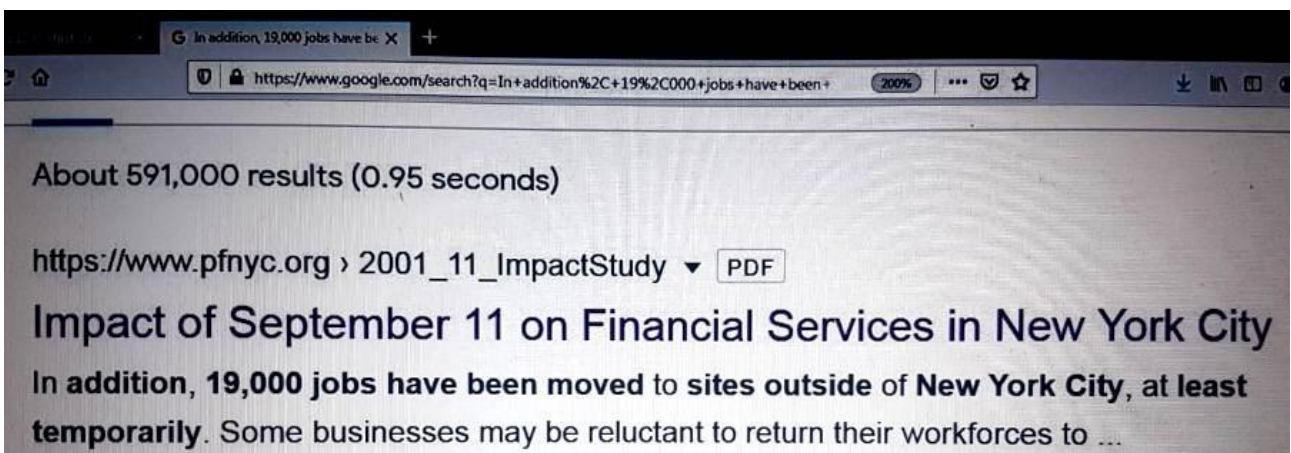 In addition, 19,000 jobs have be
https://www.google.com/search?q=In+addition%2C+19%2C000+jobs+have+been+ 200%
About 591,000 results (0.95 seconds)
https://www.pfnyc.org › 2001_11_ImpactStudy PDF
Impact of September 11 on Financial Services in New York City
In addition, 19,000 jobs have been moved to sites outside of New York City, at least
temporarily. Some businesses may be reluctant to return their workforces to ...